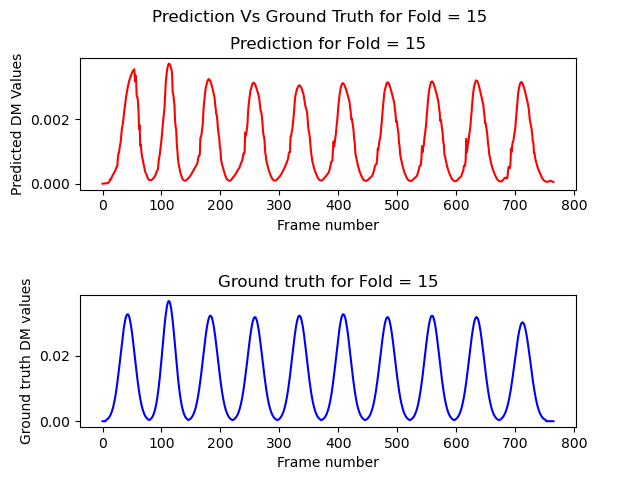 Prediction Vs Ground Truth for Fold = 15
Prediction for Fold = 15
Predicted DM Values
0.002
0.000
0 100 200 300 400 500 600 700 800
Frame number
Ground truth for Fold = 15
Ground truth DM values
0.02
0.00
0 100 200 300 400 500 600 700 800
Frame number